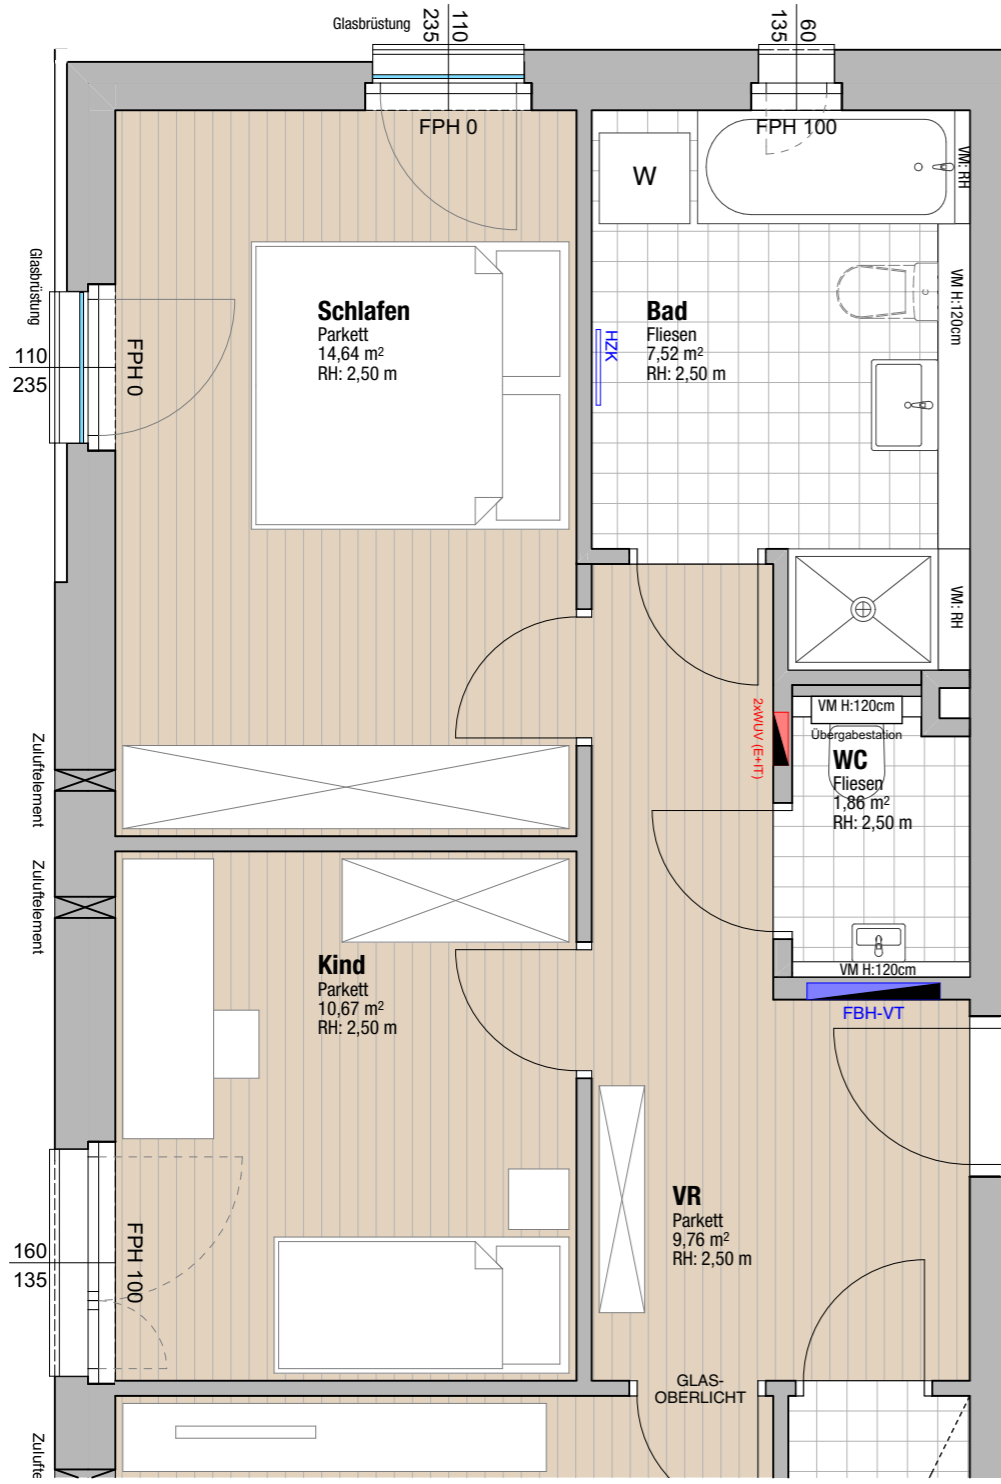 Glasbrüstung
110
235
60
135
FPH 0
FPH 100
W
VM: RH
Glasbrüstung
110
235
FPH 0
Schlafen
Parkett
14,64 m²
RH: 2,50 m
HZK
Bad
Fliesen
7,52 m²
RH: 2,50 m
VM H:120cm
VM: RH
2xWUV (E+IT)
VM H:120cm
Übergabestation
WC
Fliesen
1,86 m²
RH: 2,50 m
VM H:120cm
FBH-VT
Zuluftelement
Zuluftelement
Kind
Parkett
10,67 m²
RH: 2,50 m
160
135
FPH 100
VR
Parkett
9,76 m²
RH: 2,50 m
GLAS-
OBERLICHT
Zulufte